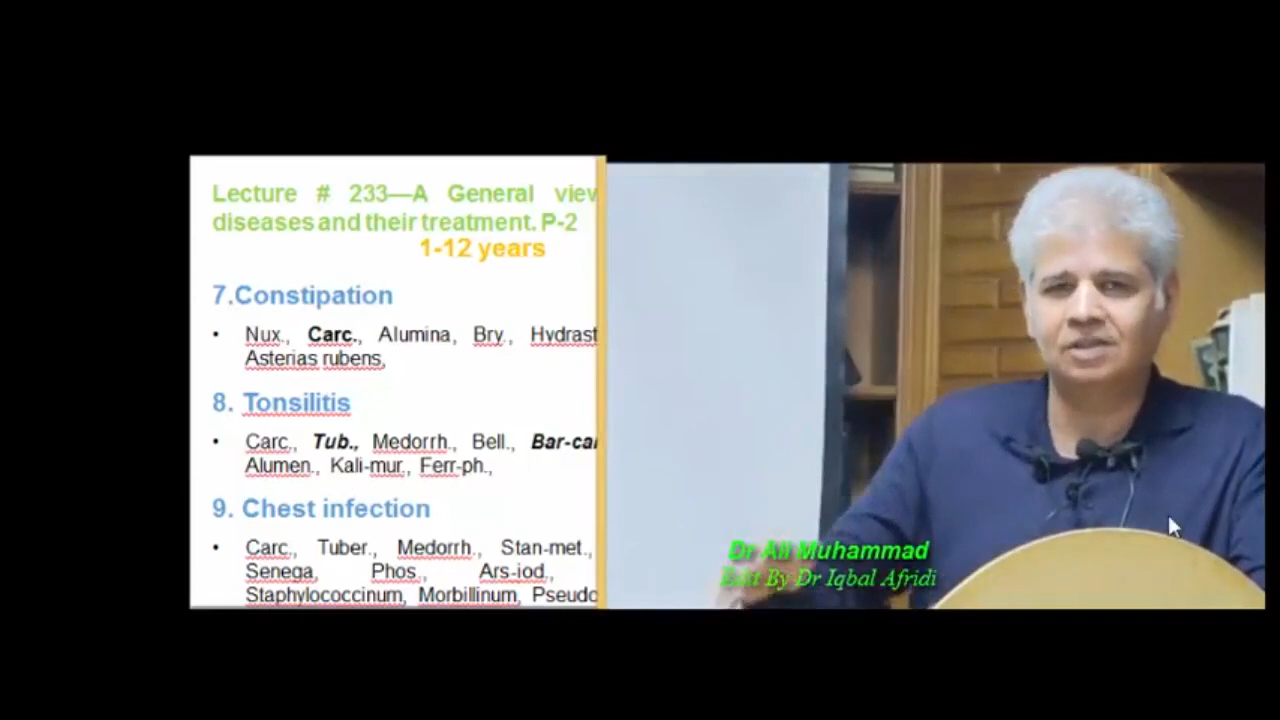 Lecture # 233—A General view
diseases and their treatment. P-2
1-12 years
7.Constipation
• Nux., Carc., Alumina, Bry., Hydrast
Asterias rubens,
8. Tonsilitis
• Carc., Tub., Medorrh., Bell., Bar-car
Alumen., Kali-mur., Ferr-ph.,
9. Chest infection
• Carc., Tuber., Medorrh., Stan-met.,
Senega, Phos., Ars-iod.,
Staphylococcinum, Morbillinum, Pseudo
Dr Ali Muhammad
Edit By Dr Iqbal Afridi